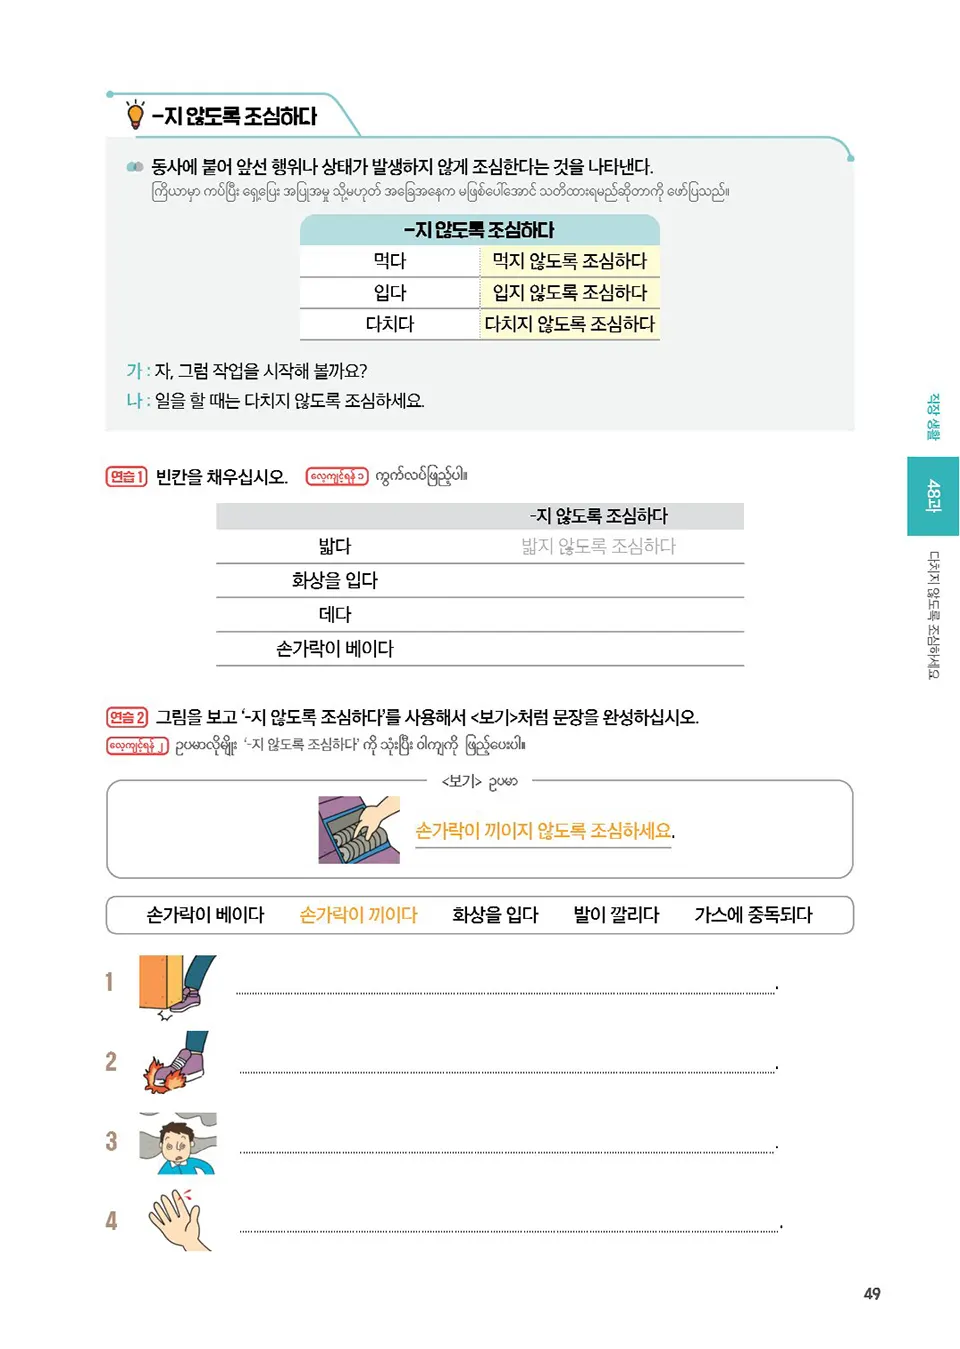 -지 않도록 조심하다
동사에 붙어 앞선 행위나 상태가 발생하지 않게 조심한다는 것을 나타낸다.
ကြိယာမှာ ကပ်ပြီး ရှေ့ပြေး အပြုအမှု သို့မဟုတ် အခြေအနေက မဖြစ်ပေါ်အောင် သတိထားရမည်ဆိုတာကို ဖော်ပြသည်။
-지 않도록 조심하다
먹다 먹지 않도록 조심하다
입다 입지 않도록 조심하다
다치다 다치지 않도록 조심하다
가 : 자, 그럼 작업을 시작해 볼까요?
나 : 일을 할 때는 다치지 않도록 조심하세요.
연습 1 빈칸을 채우십시오. လေ့ကျင့်ရန် ၁ ကွက်လပ်ဖြည့်ပါ။
-지 않도록 조심하다
밟다 밟지 않도록 조심하다
화상을 입다
데다
손가락이 베이다
연습 2 그림을 보고 ‘-지 않도록 조심하다’를 사용해서 <보기>처럼 문장을 완성하십시오.
လေ့ကျင့်ရန် ၂ ဥပမာလိုမျိုး ‘-지 않도록 조심하다’ ကို သုံးပြီး ဝါကျကို ဖြည့်ပေးပါ။
<보기> ဥပမာ
손가락이 끼이지 않도록 조심하세요.
손가락이 베이다 손가락이 끼이다 화상을 입다 발이 깔리다 가스에 중독되다
1
2
3
4
직장 생활
48과
다치지 않도록 조심하세요
49